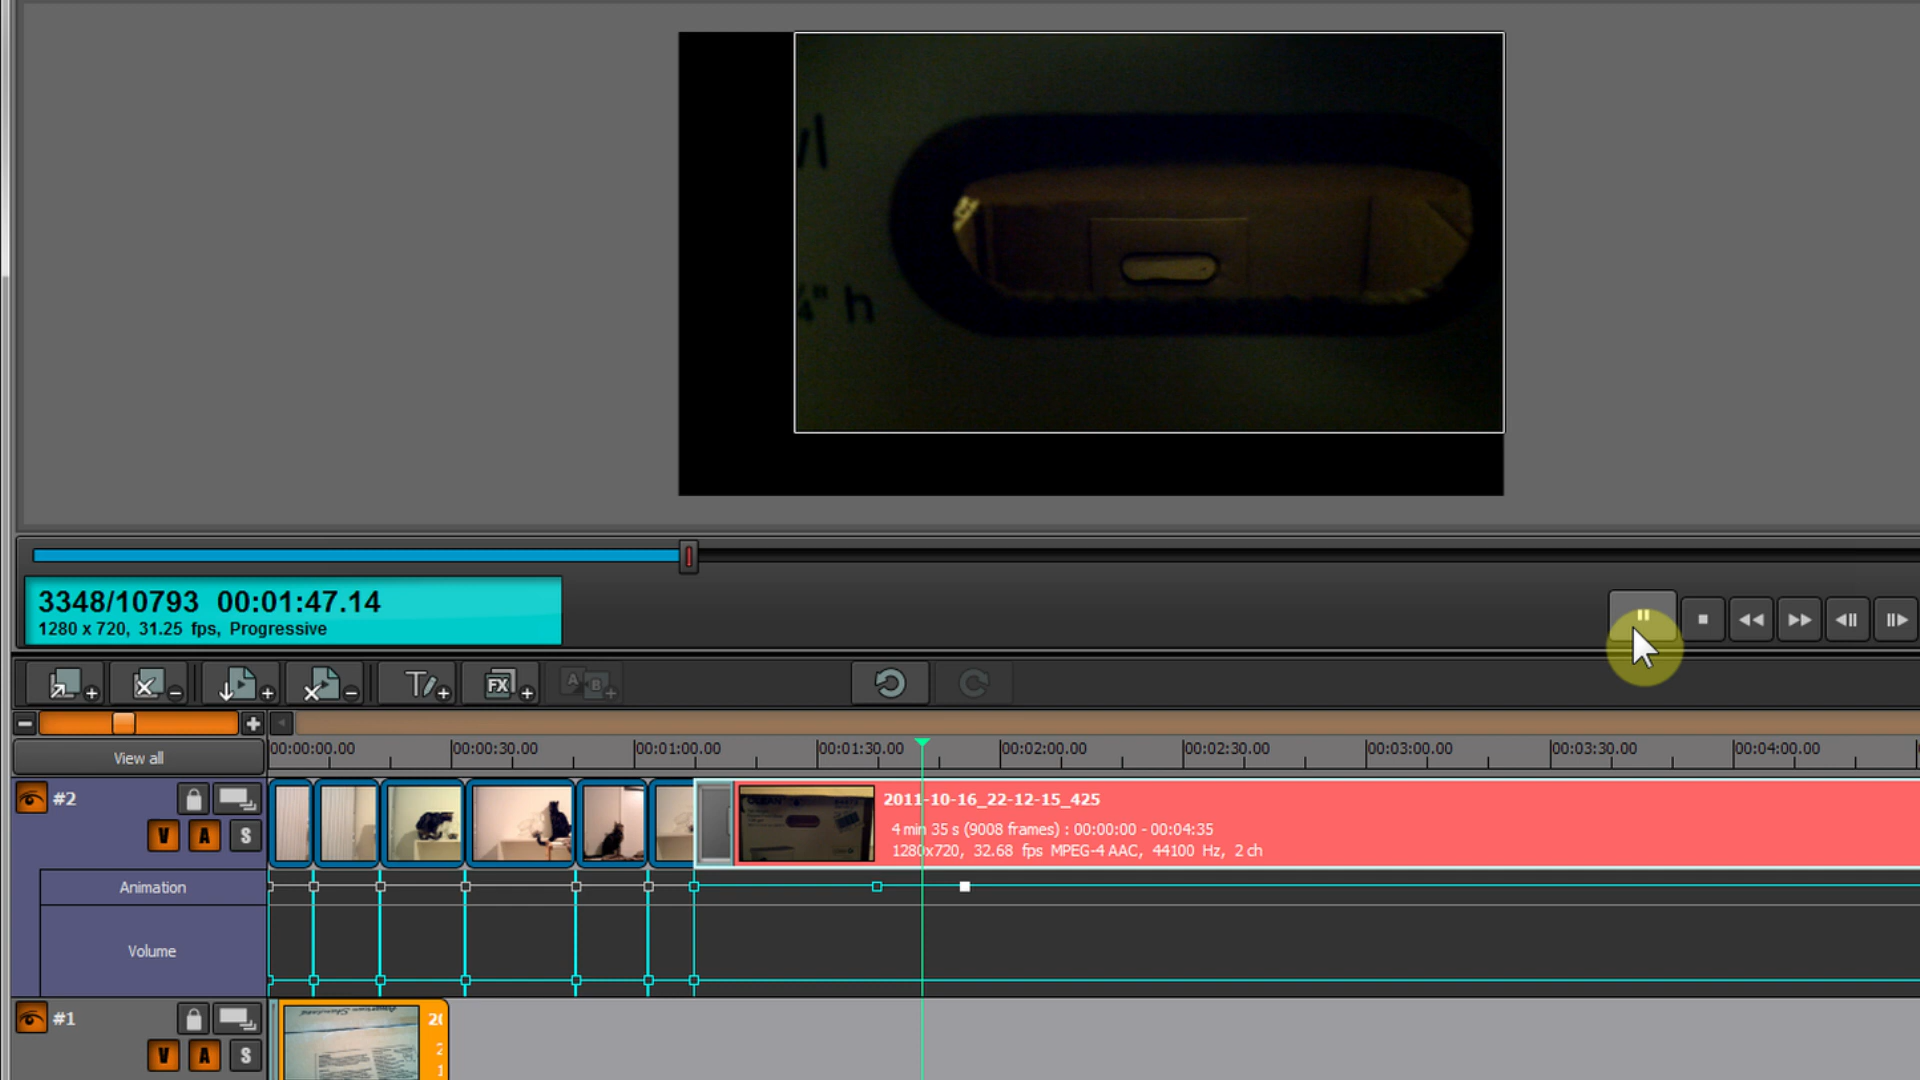 h
3348/10793 00:01:47.14
1280 x 720, 31.25 fps, Progressive
T
FX
A B
View all
00:00:00.00 00:00:30.00 00:01:00.00 00:01:30.00 00:02:00.00 00:02:30.00 00:03:00.00 00:03:30.00 00:04:00.00
#2
V A S
2011-10-16_22-12-15_425
4 min 35 s (9008 frames) : 00:00:00 - 00:04:35
1280x720, 32.68 fps MPEG-4 AAC, 44100 Hz, 2 ch
Animation
Volume
#1
V A S